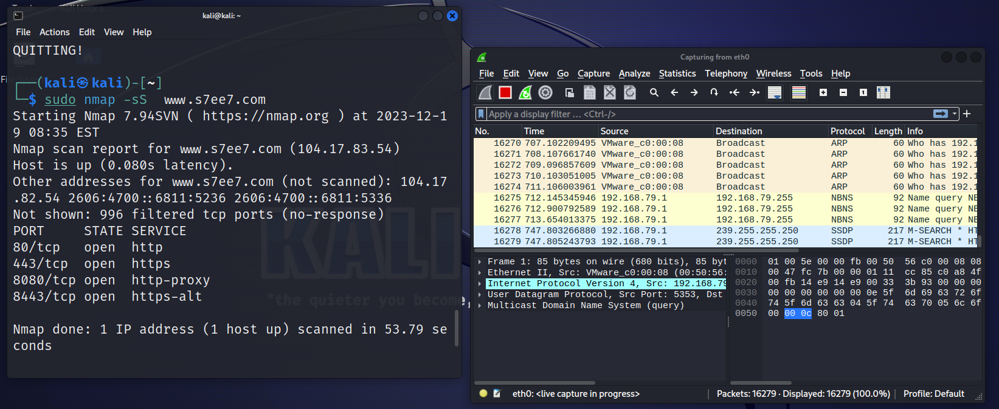 Trash
kali@kali: ~
File Actions Edit View Help
QUITTING!
(kali㉿kali)-[~]
$ sudo nmap -sS www.s7ee7.com
Starting Nmap 7.94SVN ( https://nmap.org ) at 2023-12-1
9 08:35 EST
Nmap scan report for www.s7ee7.com (104.17.83.54)
Host is up (0.080s latency).
Other addresses for www.s7ee7.com (not scanned): 104.17
.82.54 2606:4700::6811:5236 2606:4700::6811:5336
Not shown: 996 filtered tcp ports (no-response)
PORT STATE SERVICE
80/tcp open http
443/tcp open https
8080/tcp open http-proxy
8443/tcp open https-alt
Nmap done: 1 IP address (1 host up) scanned in 53.79 se
conds
KALI
"the quieter you become,
Capturing from eth0
File Edit View Go Capture Analyze Statistics Telephony Wireless Tools Help
Apply a display filter … <Ctrl-/>
No. Time Source Destination Protocol Length Info
16270 707.102209495 VMware_c0:00:08 Broadcast ARP 60 Who has 192.1
16271 708.107661740 VMware_c0:00:08 Broadcast ARP 60 Who has 192.1
16272 709.096857609 VMware_c0:00:08 Broadcast ARP 60 Who has 192.1
16273 710.103051005 VMware_c0:00:08 Broadcast ARP 60 Who has 192.1
16274 711.106003961 VMware_c0:00:08 Broadcast ARP 60 Who has 192.1
16275 712.145345946 192.168.79.1 192.168.79.255 NBNS 92 Name query NB
16276 712.900792589 192.168.79.1 192.168.79.255 NBNS 92 Name query NB
16277 713.654013375 192.168.79.1 192.168.79.255 NBNS 92 Name query NB
16278 747.803266880 192.168.79.1 239.255.255.250 SSDP 217 M-SEARCH * HT
16279 747.805243793 192.168.79.1 239.255.255.250 SSDP 217 M-SEARCH * HT
Frame 1: 85 bytes on wire (680 bits), 85 byt
Ethernet II, Src: VMware_c0:00:08 (00:50:56:
Internet Protocol Version 4, Src: 192.168.79
User Datagram Protocol, Src Port: 5353, Dst
Multicast Domain Name System (query)
0000 01 00 5e 00 00 fb 00 50 56 c0 00 08 08
0010 00 47 fc 7b 00 00 01 11 cc 85 c0 a8 4f
0020 00 fb 14 e9 14 e9 00 33 3b 93 00 00 00
0030 00 00 00 00 00 00 0e 5f 6d 69 63 72 6f
0040 74 5f 6d 63 63 04 5f 74 63 70 05 6c 6f
0050 00 00 0c 80 01
eth0: <live capture in progress>
Packets: 16279 · Displayed: 16279 (100.0%)
Profile: Default